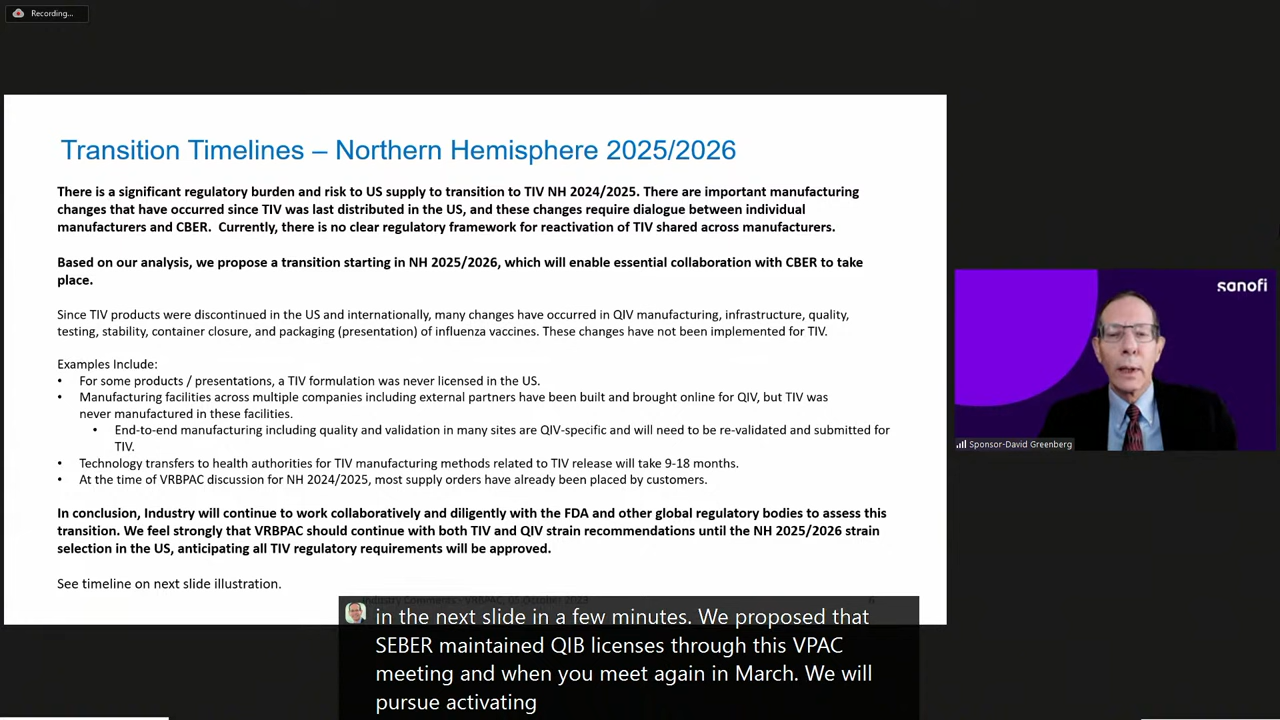 Recording...
Transition Timelines – Northern Hemisphere 2025/2026
There is a significant regulatory burden and risk to US supply to transition to TIV NH 2024/2025. There are important manufacturing
changes that have occurred since TIV was last distributed in the US, and these changes require dialogue between individual
manufacturers and CBER. Currently, there is no clear regulatory framework for reactivation of TIV shared across manufacturers.
Based on our analysis, we propose a transition starting in NH 2025/2026, which will enable essential collaboration with CBER to take
place.
Since TIV products were discontinued in the US and internationally, many changes have occurred in QIV manufacturing, infrastructure, quality,
testing, stability, container closure, and packaging (presentation) of influenza vaccines. These changes have not been implemented for TIV.
Examples Include:
• For some products / presentations, a TIV formulation was never licensed in the US.
• Manufacturing facilities across multiple companies including external partners have been built and brought online for QIV, but TIV was
never manufactured in these facilities.
• End-to-end manufacturing including quality and validation in many sites are QIV-specific and will need to be re-validated and submitted for
TIV.
• Technology transfers to health authorities for TIV manufacturing methods related to TIV release will take 9-18 months.
• At the time of VRBPAC discussion for NH 2024/2025, most supply orders have already been placed by customers.
In conclusion, Industry will continue to work collaboratively and diligently with the FDA and other global regulatory bodies to assess this
transition. We feel strongly that VRBPAC should continue with both TIV and QIV strain recommendations until the NH 2025/2026 strain
selection in the US, anticipating all TIV regulatory requirements will be approved.
See timeline on next slide illustration.
sanofi
Sponsor-David Greenberg
in the next slide in a few minutes. We proposed that
SEBER maintained QIB licenses through this VPAC
meeting and when you meet again in March. We will
pursue activating